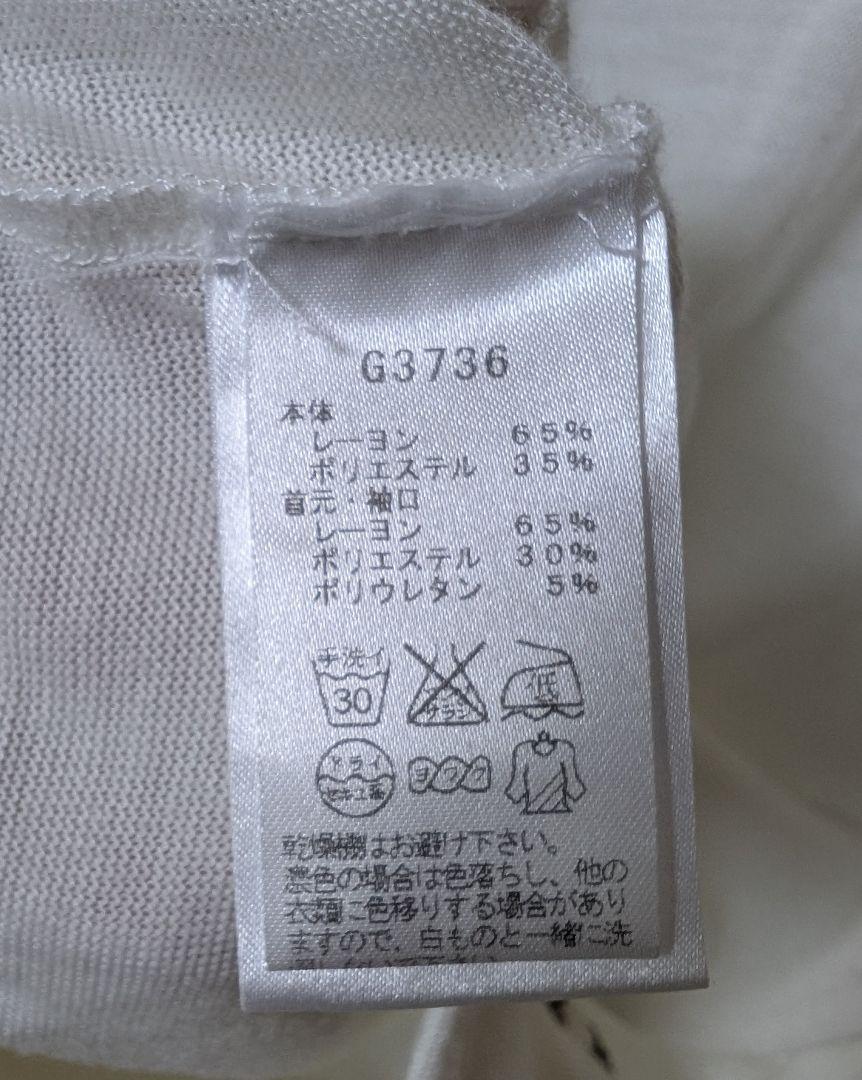 G3736
本体
レーヨン 65%
ポリエステル 35%
首元・袖口
レーヨン 65%
ポリエステル 30%
ポリウレタン 5%
手洗イ
30
低
ドライ
ヨワク
乾燥機はお避け下さい。
濃色の場合は色落ちし、他の
衣類に色移りする場合があり
ますので、白ものと一緒に洗